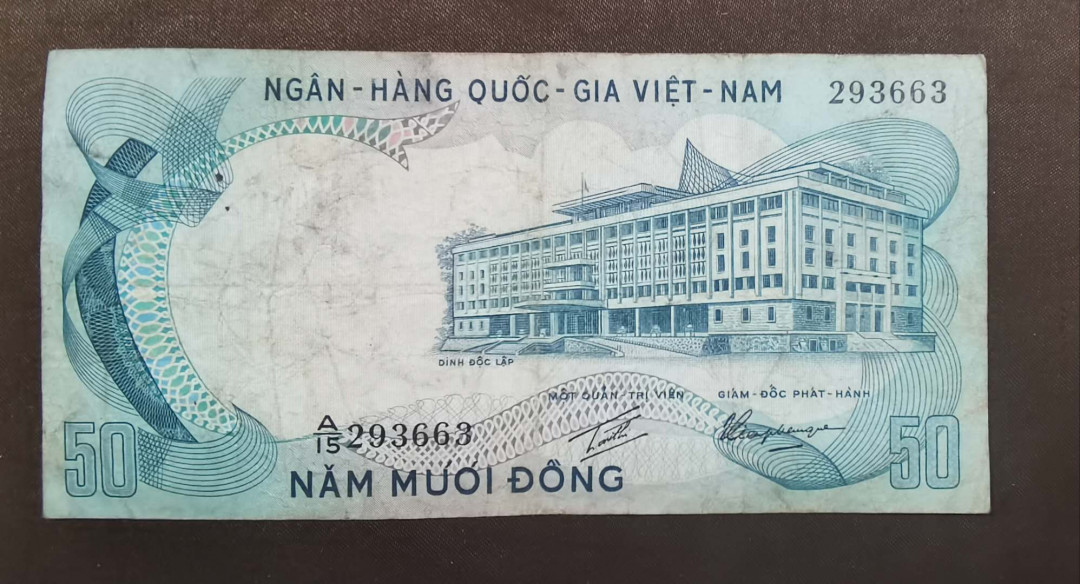 NGÂN-HÀNG QUỐC-GIA VIỆT-NAM 293663
DINH ĐỘC LẬP
MỘT QUẢN TRỊ VIÊN GIÁM-ĐỐC PHÁT-HÀNH
A/15 293663
50 50
NĂM MƯƠI ĐỒNG